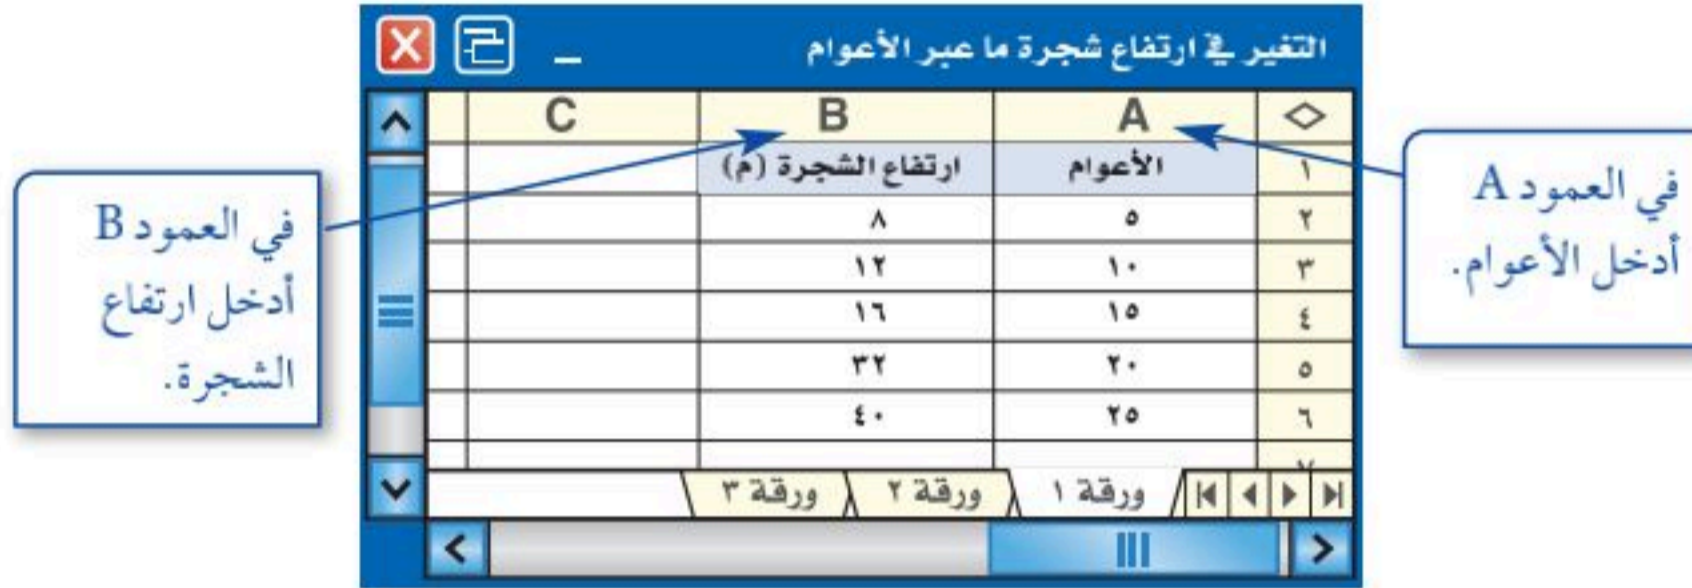 التغير في ارتفاع شجرة ما عبر الأعوام
A B C
١ الأعوام ارتفاع الشجرة (م)
٢ ٥ ٨
٣ ١٠ ١٢
٤ ١٥ ١٦
٥ ٢٠ ٣٢
٦ ٢٥ ٤٠
٧
ورقة ١ ورقة ٢ ورقة ٣
في العمود A
أدخل الأعوام.
في العمود B
أدخل ارتفاع
الشجرة.